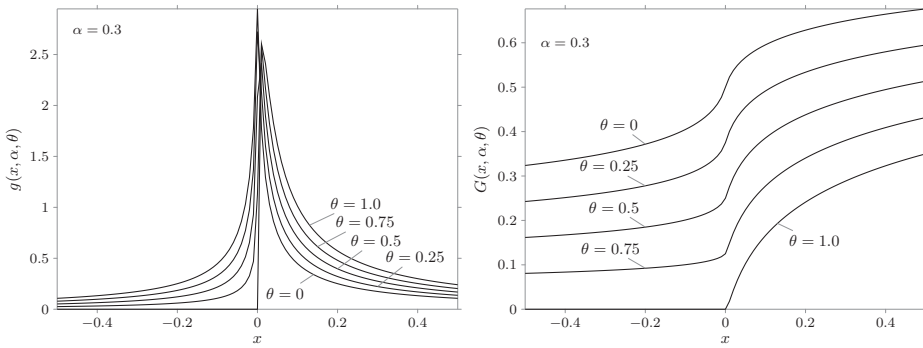 α = 0.3
g(x, α, θ)
2.5
2
1.5
1
0.5
0
θ = 1.0
θ = 0.75
θ = 0.5
θ = 0.25
θ = 0
−0.4
−0.2
0
0.2
0.4
x
α = 0.3
G(x, α, θ)
0.6
0.5
0.4
0.3
0.2
0.1
0
θ = 0
θ = 0.25
θ = 0.5
θ = 0.75
θ = 1.0
−0.4
−0.2
0
0.2
0.4
x